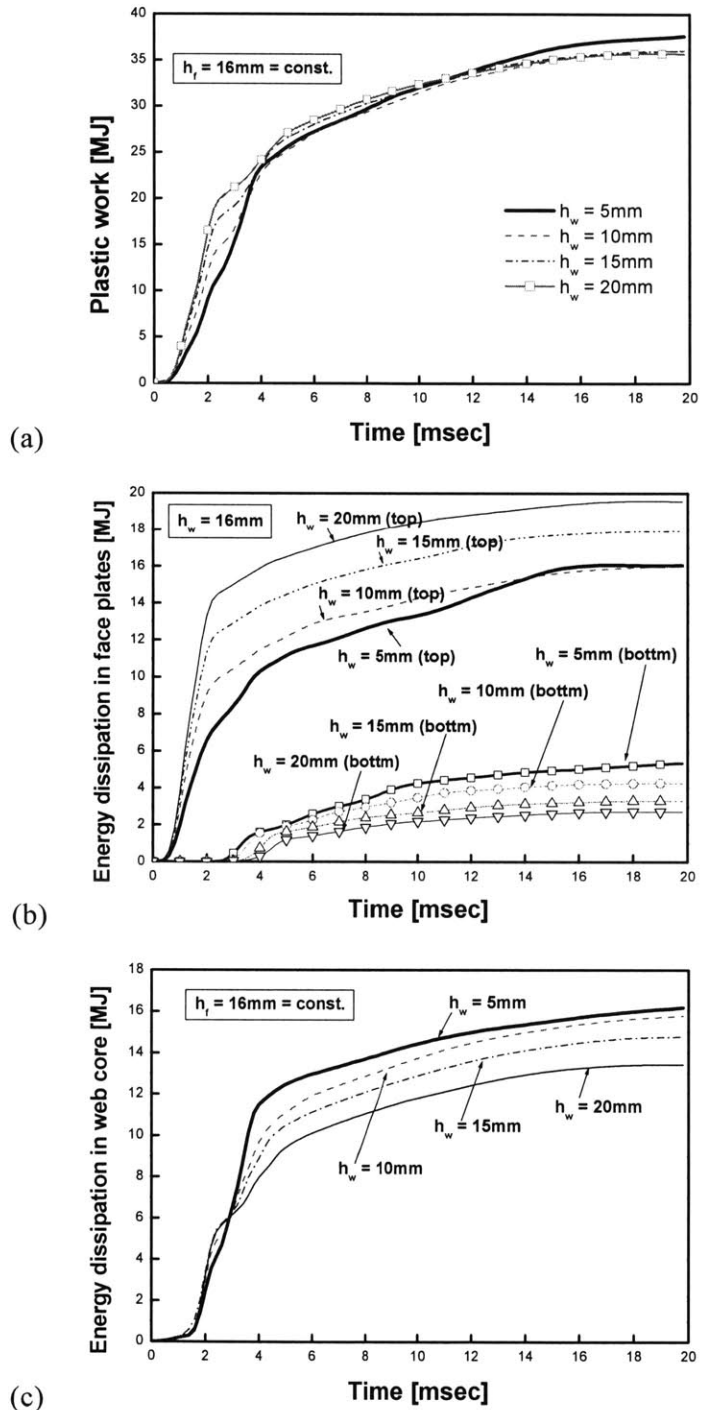 40
35
30
25
20
15
10
5
0
Plastic work [MJ]
h_f = 16mm = const.
h_w = 5mm
h_w = 10mm
h_w = 15mm
h_w = 20mm
0 2 4 6 8 10 12 14 16 18 20
Time [msec]
(a)
20
18
16
14
12
10
8
6
4
2
0
Energy dissipation in face plates [MJ]
h_w = 16mm
h_w = 20mm (top)
h_w = 15mm (top)
h_w = 10mm (top)
h_w = 5mm (top)
h_w = 5mm (bottm)
h_w = 10mm (bottm)
h_w = 15mm (bottm)
h_w = 20mm (bottm)
0 2 4 6 8 10 12 14 16 18 20
Time [msec]
(b)
18
16
14
12
10
8
6
4
2
0
Energy dissipation in web core [MJ]
h_f = 16mm = const.
h_w = 5mm
h_w = 20mm
h_w = 15mm
h_w = 10mm
0 2 4 6 8 10 12 14 16 18 20
Time [msec]
(c)